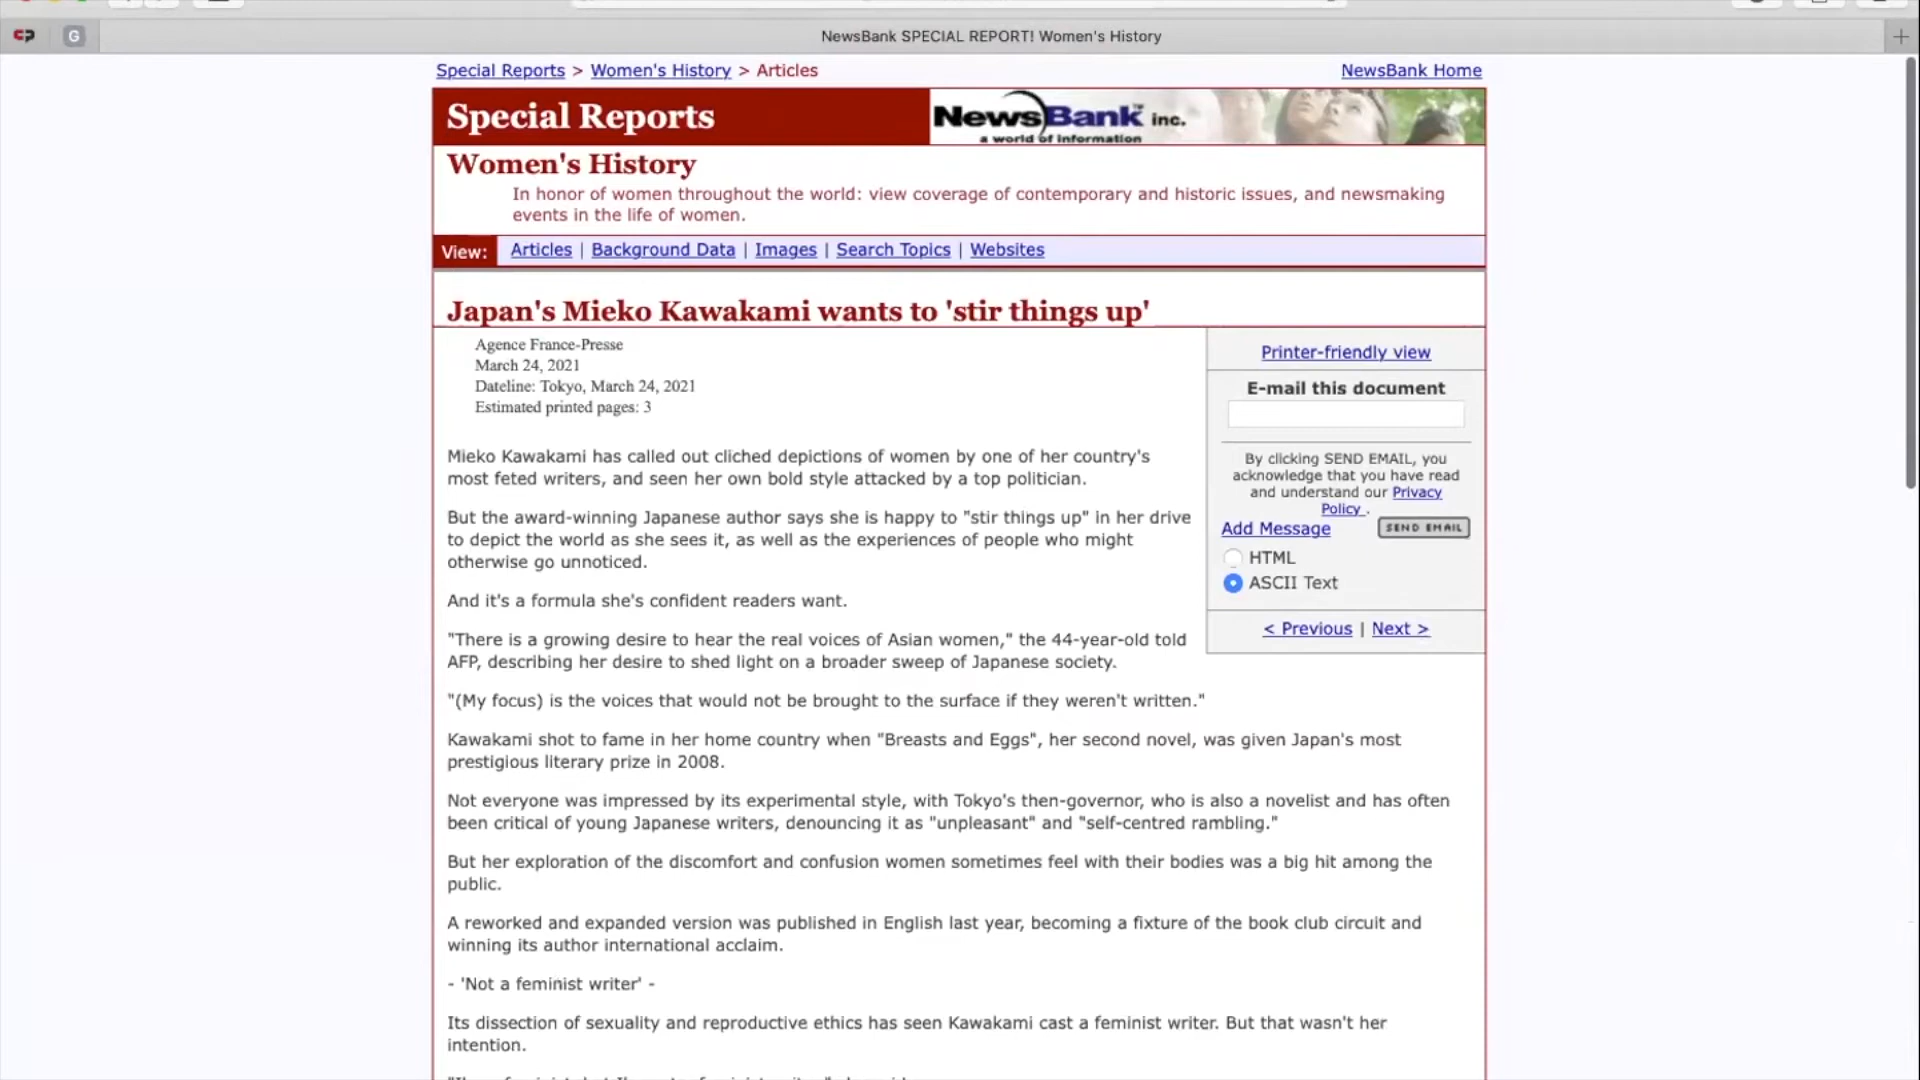 G
NewsBank SPECIAL REPORT! Women's History
Special Reports > Women's History > Articles
NewsBank Home
Special Reports
NewsBank inc.
a world of information
Women's History
In honor of women throughout the world: view coverage of contemporary and historic issues, and newsmaking
events in the life of women.
View: Articles | Background Data | Images | Search Topics | Websites
Japan's Mieko Kawakami wants to 'stir things up'
Agence France-Presse
March 24, 2021
Dateline: Tokyo, March 24, 2021
Estimated printed pages: 3
Printer-friendly view
E-mail this document
By clicking SEND EMAIL, you
acknowledge that you have read
and understand our Privacy
Policy .
Add Message
SEND EMAIL
HTML
ASCII Text
< Previous | Next >
Mieko Kawakami has called out cliched depictions of women by one of her country's
most feted writers, and seen her own bold style attacked by a top politician.
But the award-winning Japanese author says she is happy to "stir things up" in her drive
to depict the world as she sees it, as well as the experiences of people who might
otherwise go unnoticed.
And it's a formula she's confident readers want.
"There is a growing desire to hear the real voices of Asian women," the 44-year-old told
AFP, describing her desire to shed light on a broader sweep of Japanese society.
"(My focus) is the voices that would not be brought to the surface if they weren't written."
Kawakami shot to fame in her home country when "Breasts and Eggs", her second novel, was given Japan's most
prestigious literary prize in 2008.
Not everyone was impressed by its experimental style, with Tokyo's then-governor, who is also a novelist and has often
been critical of young Japanese writers, denouncing it as "unpleasant" and "self-centred rambling."
But her exploration of the discomfort and confusion women sometimes feel with their bodies was a big hit among the
public.
A reworked and expanded version was published in English last year, becoming a fixture of the book club circuit and
winning its author international acclaim.
- 'Not a feminist writer' -
Its dissection of sexuality and reproductive ethics has seen Kawakami cast a feminist writer. But that wasn't her
intention.